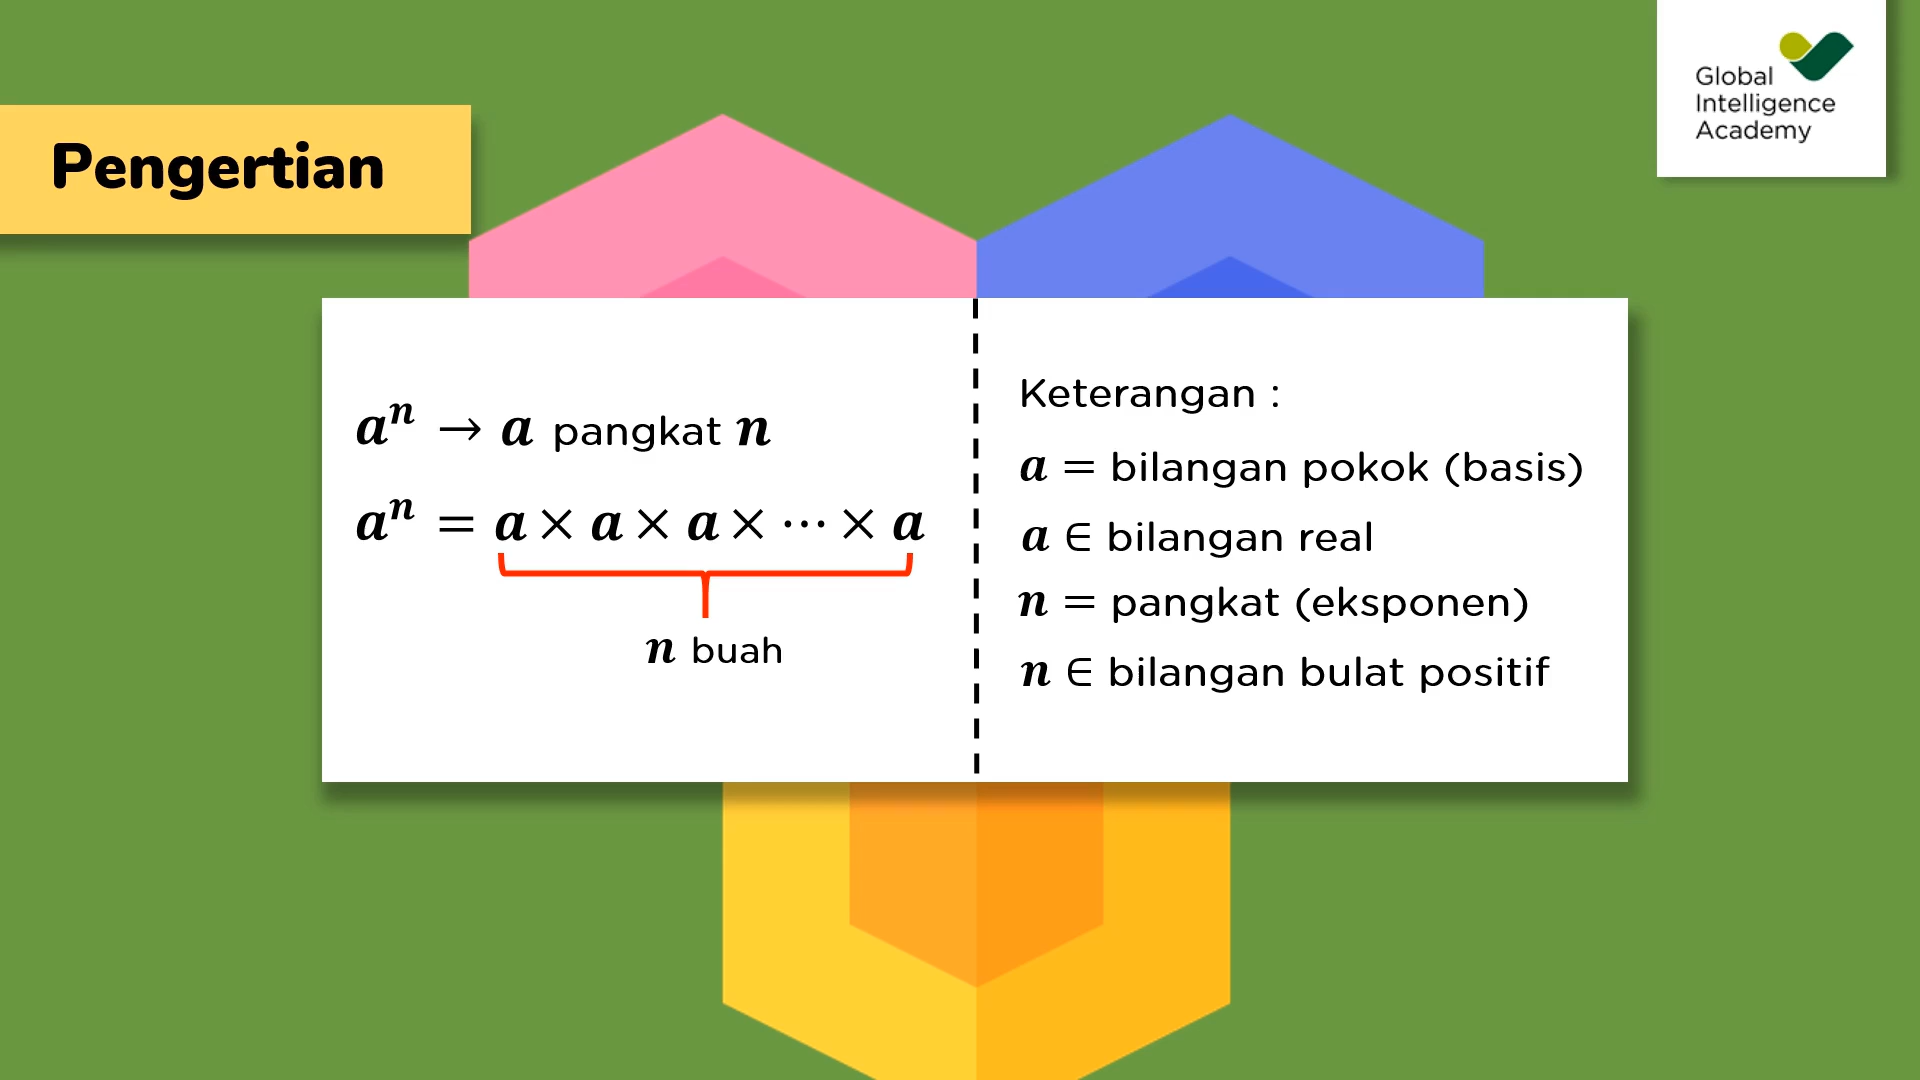 Global
Intelligence
Academy
Pengertian
aⁿ → a pangkat n
aⁿ = a × a × a × ⋯ × a
n buah
Keterangan :
a = bilangan pokok (basis)
a ∈ bilangan real
n = pangkat (eksponen)
n ∈ bilangan bulat positif